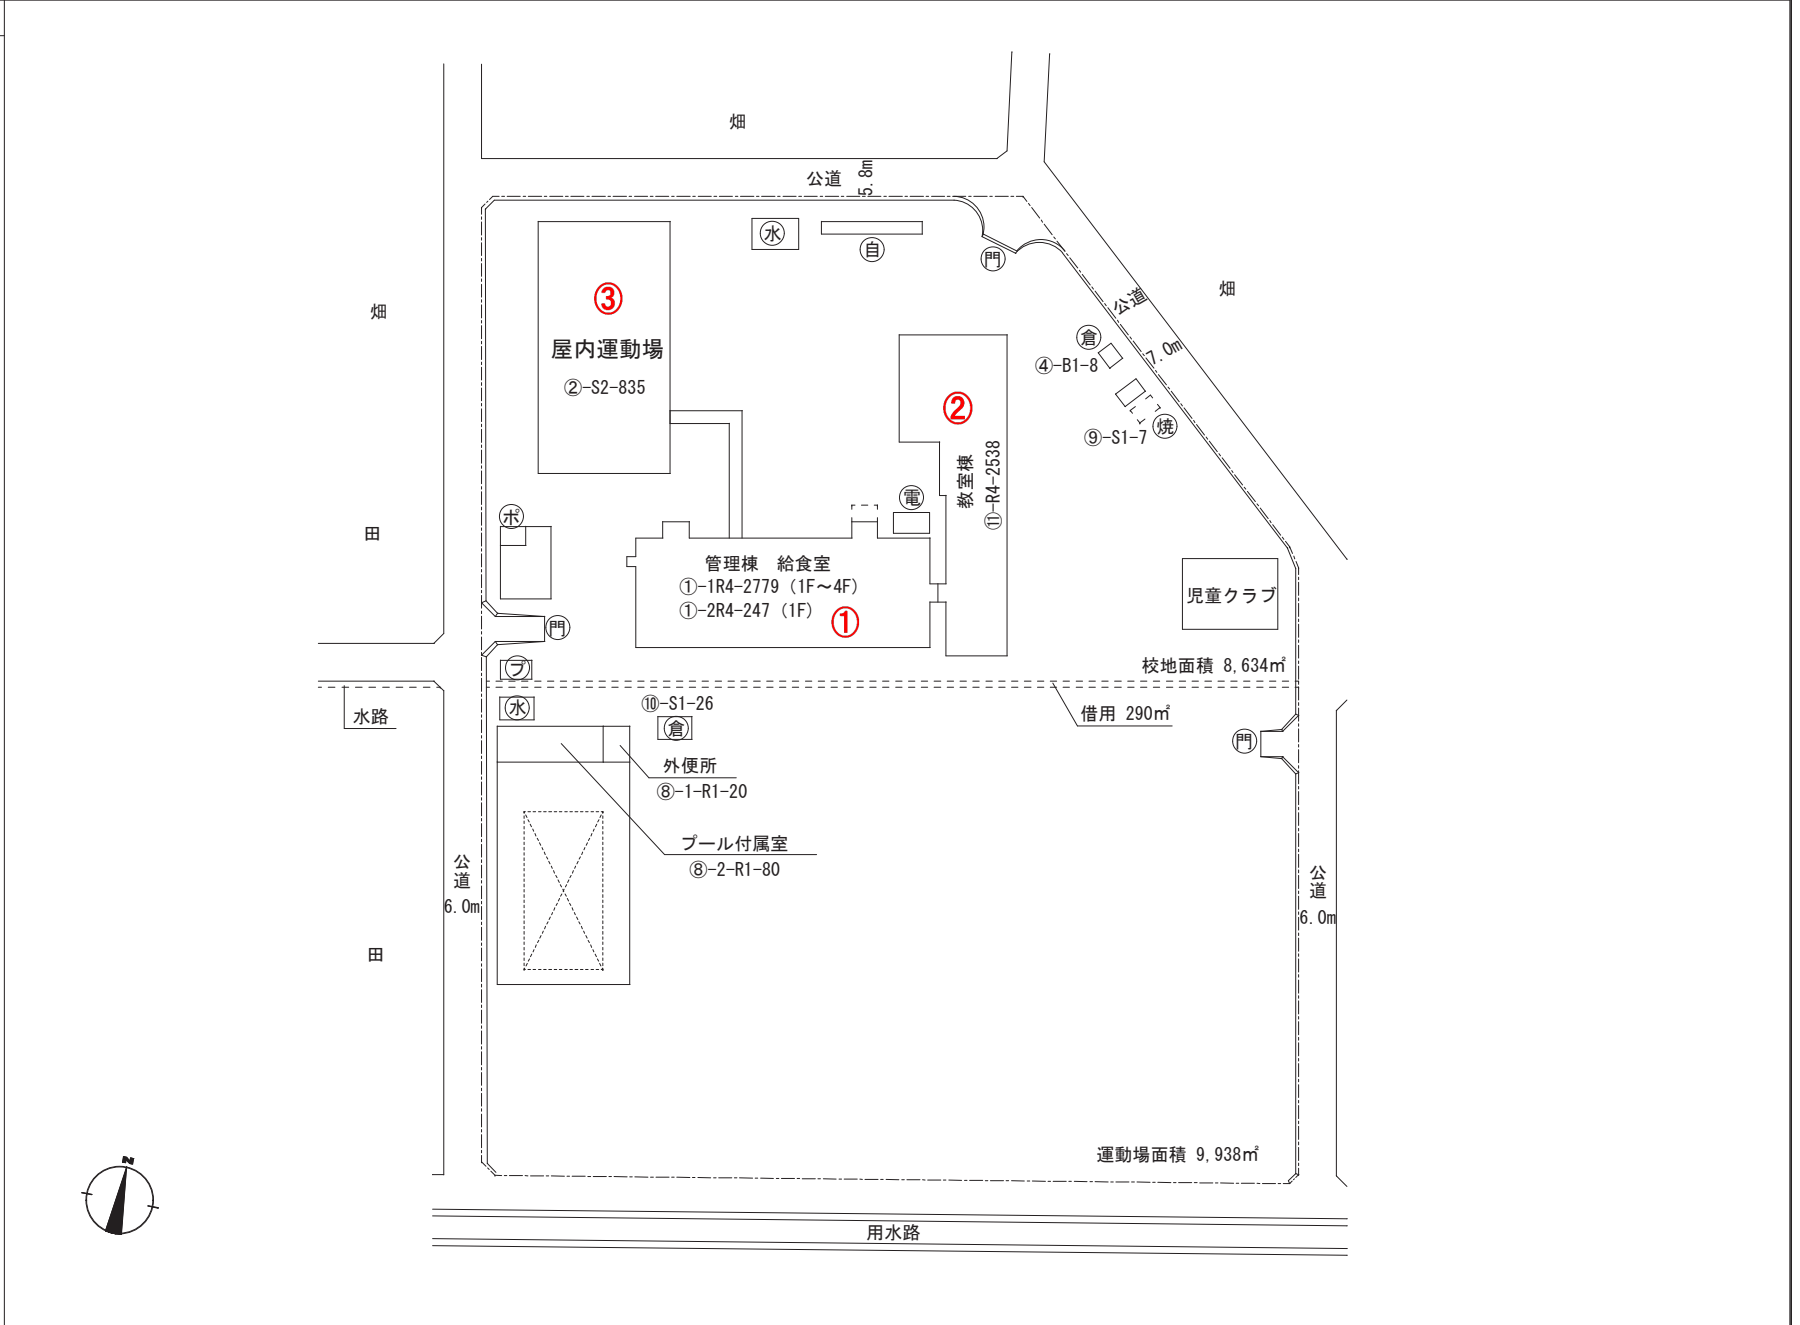 畑
公道 5.8m
水
自
門
③
屋内運動場
②-S2-835
畑
畑
公道
7.0m
倉
④-B1-8
焼
⑨-S1-7
②
教室棟
⑪-R4-2538
電
ポ
田
管理棟 給食室
①-1R4-2779 (1F～4F)
①-2R4-247 (1F)
①
児童クラブ
門
プ
校地面積 8,634㎡
水路
水
⑩-S1-26
倉
借用 290㎡
門
外便所
⑧-1-R1-20
プール付属室
⑧-2-R1-80
公道
6.0m
公道
6.0m
田
運動場面積 9,938㎡
N
用水路